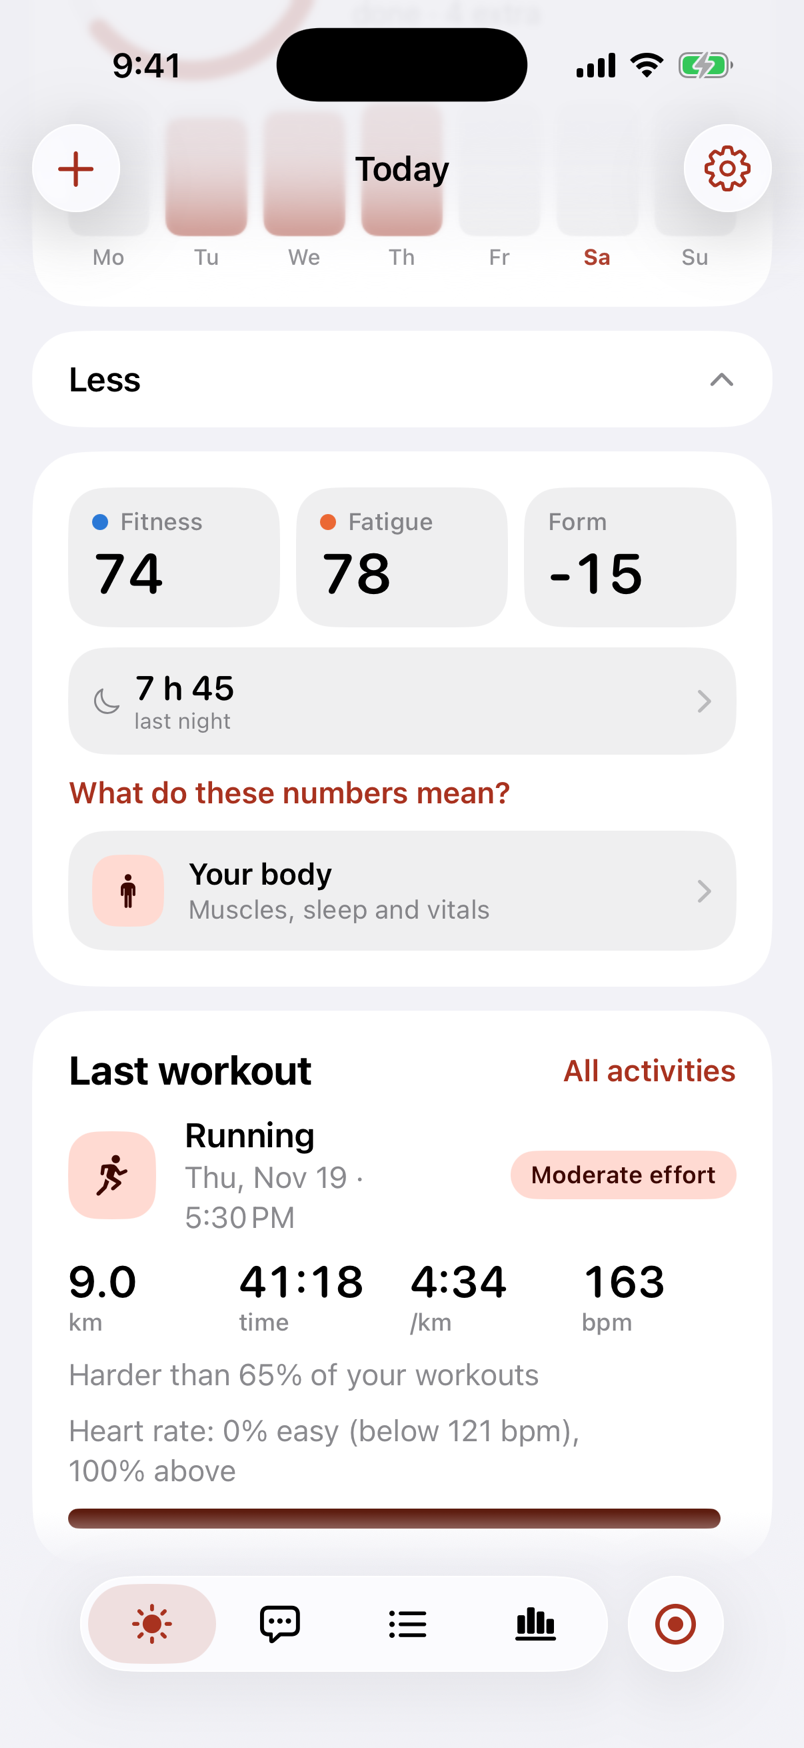 done · 4 extra
9:41
Today
Mo Tu We Th Fr Sa Su
Less
Fitness Fatigue Form
74 78 -15
7 h 45
last night
What do these numbers mean?
Your body
Muscles, sleep and vitals
Last workout All activities
Running
Thu, Nov 19 ·
5:30 PM
Moderate effort
9.0 41:18 4:34 163
km time /km bpm
Harder than 65% of your workouts
Heart rate: 0% easy (below 121 bpm),
100% above